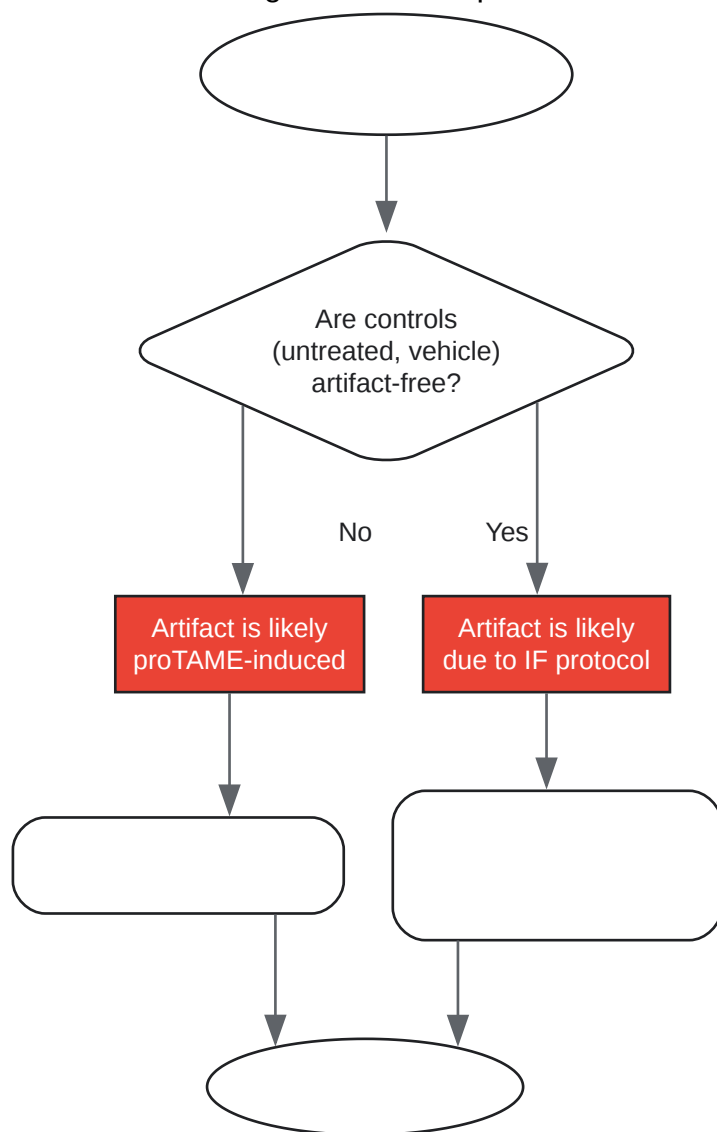 Are controls
(untreated, vehicle)
artifact-free?
No
Yes
Artifact is likely
proTAME-induced
Artifact is likely
due to IF protocol